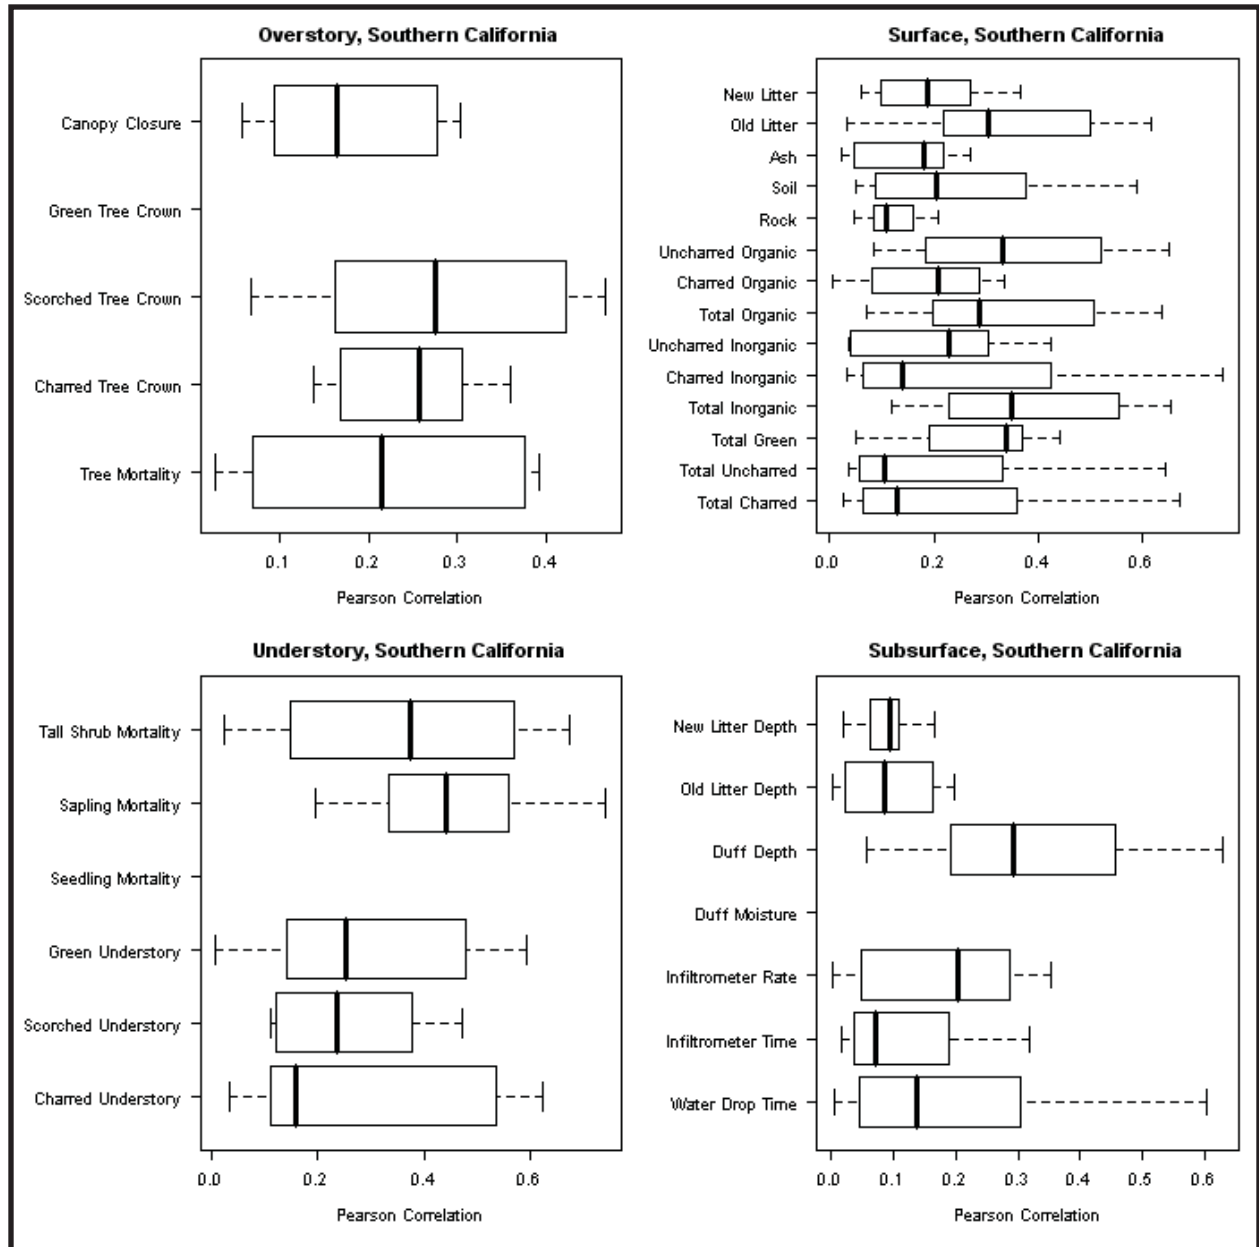 Overstory, Southern California
Canopy Closure
Green Tree Crown
Scorched Tree Crown
Charred Tree Crown
Tree Mortality
0.1 0.2 0.3 0.4
Pearson Correlation
Surface, Southern California
New Litter
Old Litter
Ash
Soil
Rock
Uncharred Organic
Charred Organic
Total Organic
Uncharred Inorganic
Charred Inorganic
Total Inorganic
Total Green
Total Uncharred
Total Charred
0.0 0.2 0.4 0.6
Pearson Correlation
Understory, Southern California
Tall Shrub Mortality
Sapling Mortality
Seedling Mortality
Green Understory
Scorched Understory
Charred Understory
0.0 0.2 0.4 0.6
Pearson Correlation
Subsurface, Southern California
New Litter Depth
Old Litter Depth
Duff Depth
Duff Moisture
Infiltrometer Rate
Infiltrometer Time
Water Drop Time
0.0 0.1 0.2 0.3 0.4 0.5 0.6
Pearson Correlation